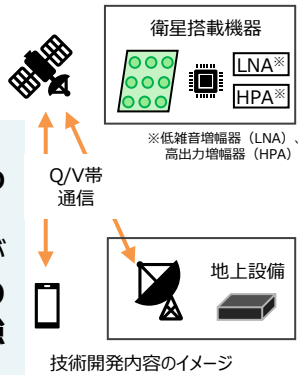 衛星搭載機器
LNA※
HPA※
※低雑音増幅器（LNA）、
高出力増幅器（HPA）
Q/V帯
通信
地上設備
技術開発内容のイメージ